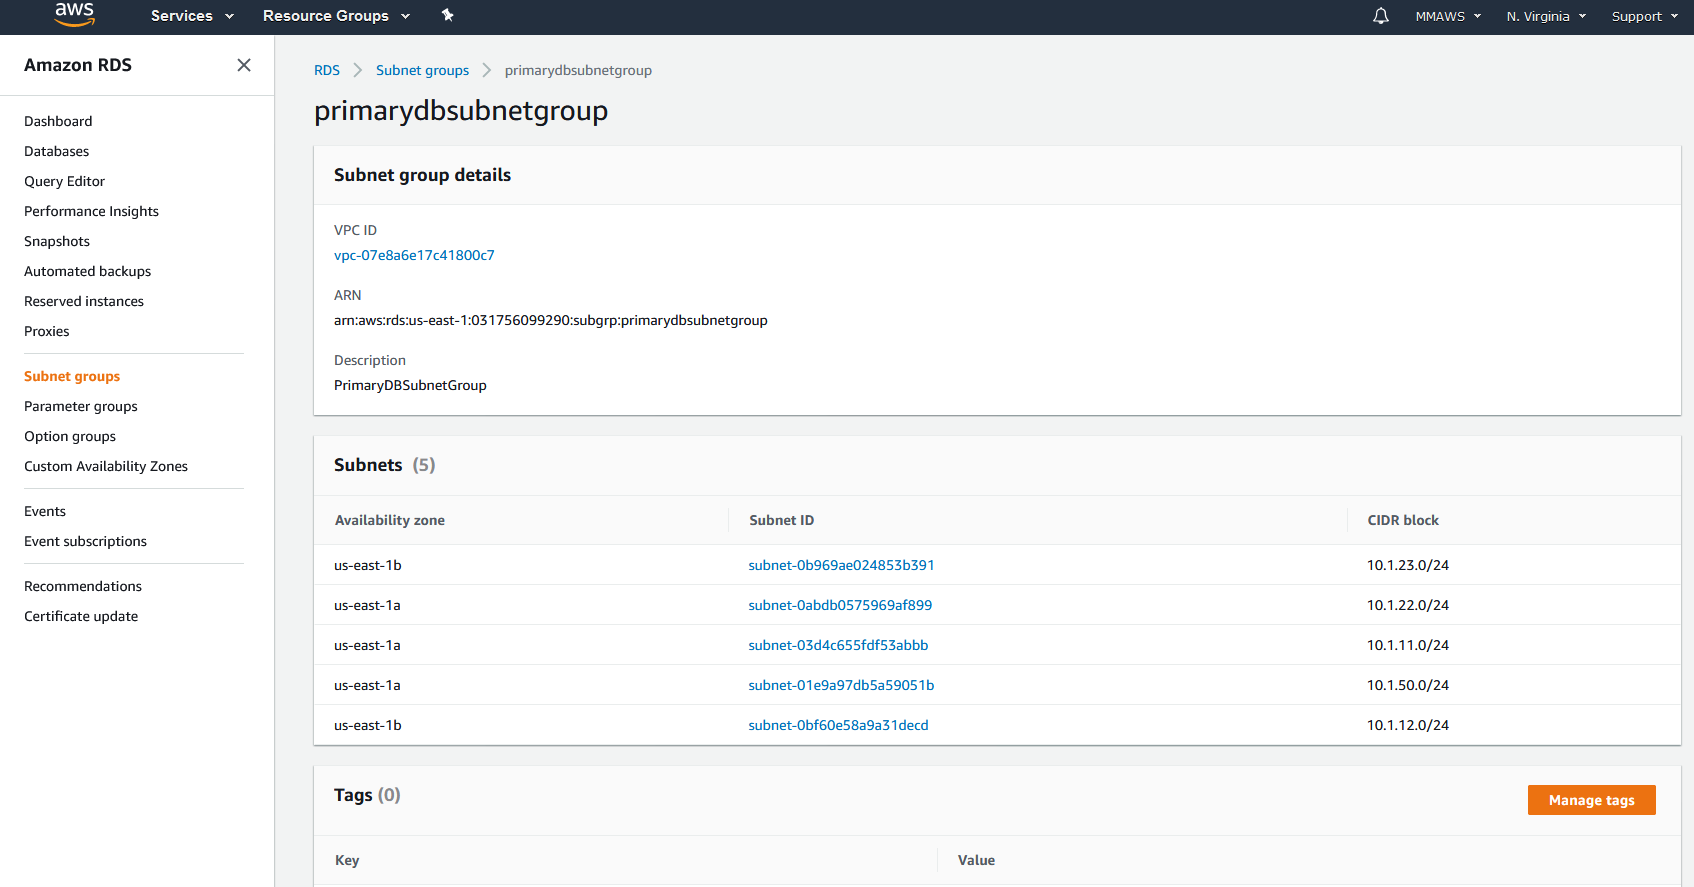 aws Services Resource Groups MMAWS N. Virginia Support
Amazon RDS
Dashboard
Databases
Query Editor
Performance Insights
Snapshots
Automated backups
Reserved instances
Proxies
Subnet groups
Parameter groups
Option groups
Custom Availability Zones
Events
Event subscriptions
Recommendations
Certificate update
RDS Subnet groups primarydbsubnetgroup
primarydbsubnetgroup
Subnet group details
VPC ID
vpc-07e8a6e17c41800c7
ARN
arn:aws:rds:us-east-1:031756099290:subgrp:primarydbsubnetgroup
Description
PrimaryDBSubnetGroup
Subnets (5)
Availability zone Subnet ID CIDR block
us-east-1b subnet-0b969ae024853b391 10.1.23.0/24
us-east-1a subnet-0abdb0575969af899 10.1.22.0/24
us-east-1a subnet-03d4c655fdf53abbb 10.1.11.0/24
us-east-1a subnet-01e9a97db5a59051b 10.1.50.0/24
us-east-1b subnet-0bf60e58a9a31decd 10.1.12.0/24
Tags (0)
Manage tags
Key Value